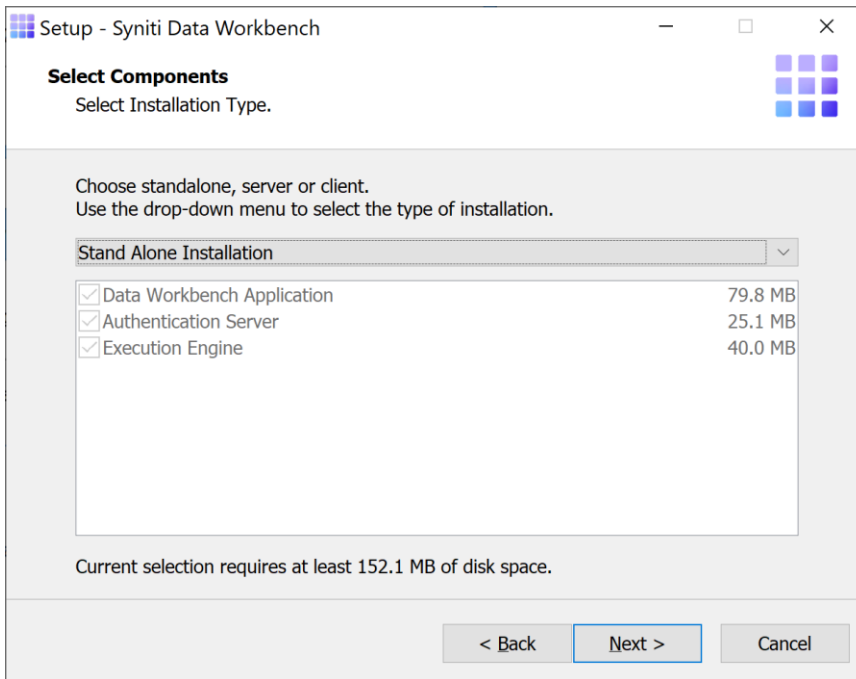 Setup - Syniti Data Workbench
Select Components
Select Installation Type.
Choose standalone, server or client.
Use the drop-down menu to select the type of installation.
Stand Alone Installation
Data Workbench Application 79.8 MB
Authentication Server 25.1 MB
Execution Engine 40.0 MB
Current selection requires at least 152.1 MB of disk space.
< Back Next > Cancel